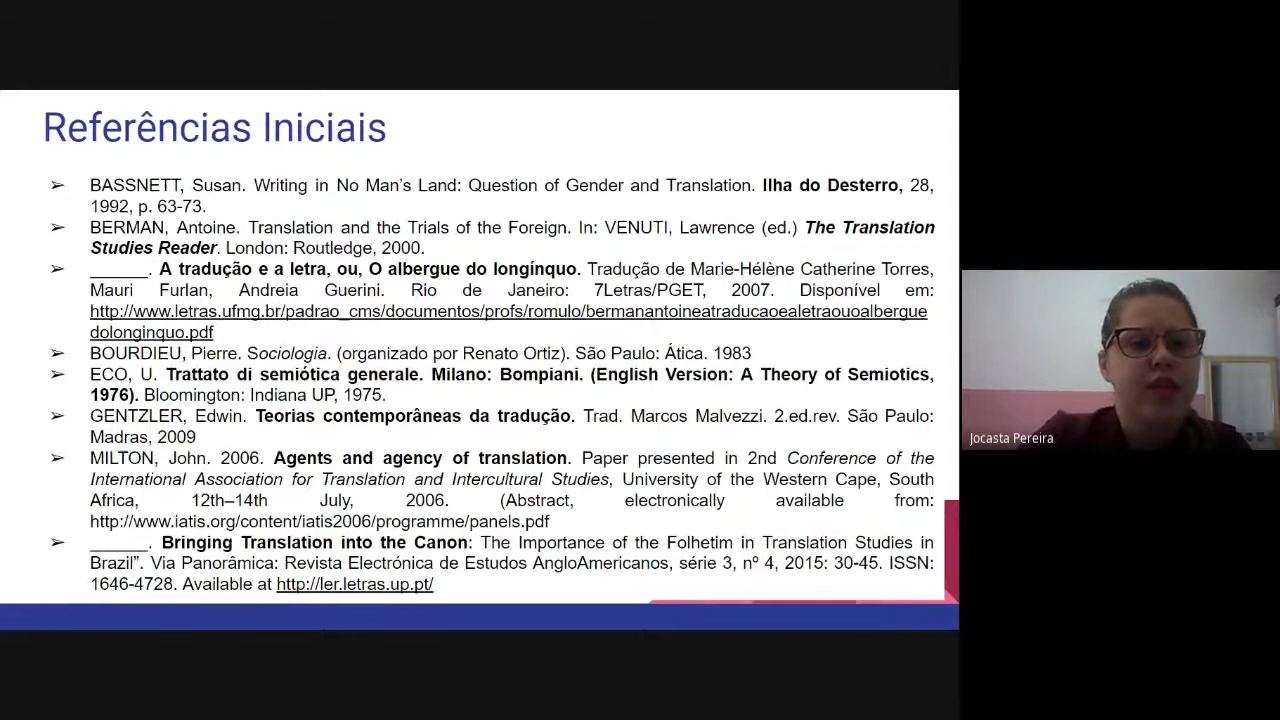 Referências Iniciais
➢ BASSNETT, Susan. Writing in No Man’s Land: Question of Gender and Translation. Ilha do Desterro, 28,
1992, p. 63-73.
➢ BERMAN, Antoine. Translation and the Trials of the Foreign. In: VENUTI, Lawrence (ed.) The Translation
Studies Reader. London: Routledge, 2000.
➢ ______. A tradução e a letra, ou, O albergue do longínquo. Tradução de Marie-Hélène Catherine Torres,
Mauri Furlan, Andreia Guerini. Rio de Janeiro: 7Letras/PGET, 2007. Disponível em:
http://www.letras.ufmg.br/padrao_cms/documentos/profs/romulo/bermanantoineatraducaoealetraouoalbergue
dolonginquo.pdf
➢ BOURDIEU, Pierre. Sociologia. (organizado por Renato Ortiz). São Paulo: Ática. 1983
➢ ECO, U. Trattato di semiótica generale. Milano: Bompiani. (English Version: A Theory of Semiotics,
1976). Bloomington: Indiana UP, 1975.
➢ GENTZLER, Edwin. Teorias contemporâneas da tradução. Trad. Marcos Malvezzi. 2.ed.rev. São Paulo:
Madras, 2009
➢ MILTON, John. 2006. Agents and agency of translation. Paper presented in 2nd Conference of the
International Association for Translation and Intercultural Studies, University of the Western Cape, South
Africa, 12th–14th July, 2006. (Abstract, electronically available from:
http://www.iatis.org/content/iatis2006/programme/panels.pdf
➢ ______. Bringing Translation into the Canon: The Importance of the Folhetim in Translation Studies in
Brazil”. Via Panorâmica: Revista Electrónica de Estudos AngloAmericanos, série 3, nº 4, 2015: 30-45. ISSN:
1646-4728. Available at http://ler.letras.up.pt/
Jocasta Pereira